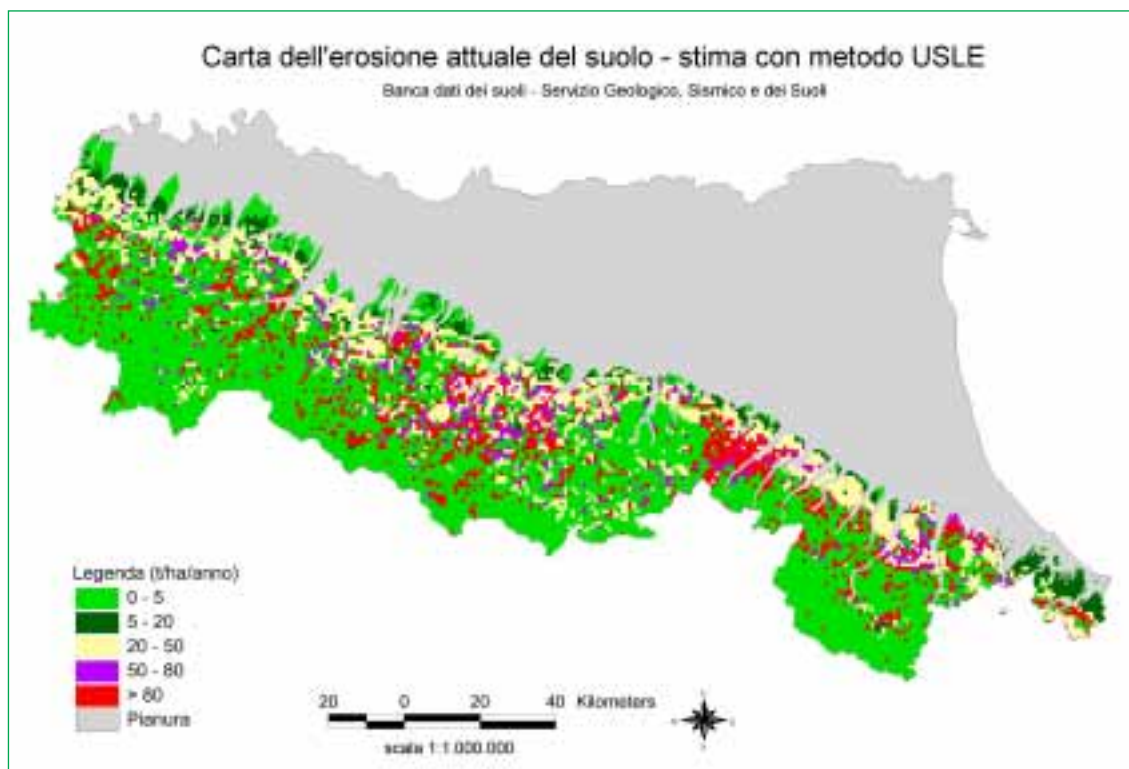 Carta dell'erosione attuale del suolo - stima con metodo USLE
Banca dati dei suoli - Servizio Geologico, Sismico e dei Suoli
Legenda (t/ha/anno)
0 - 5
5 - 20
20 - 50
50 - 80
> 80
Pianura
20 0 20 40 Kilometers
scala 1:1.000.000